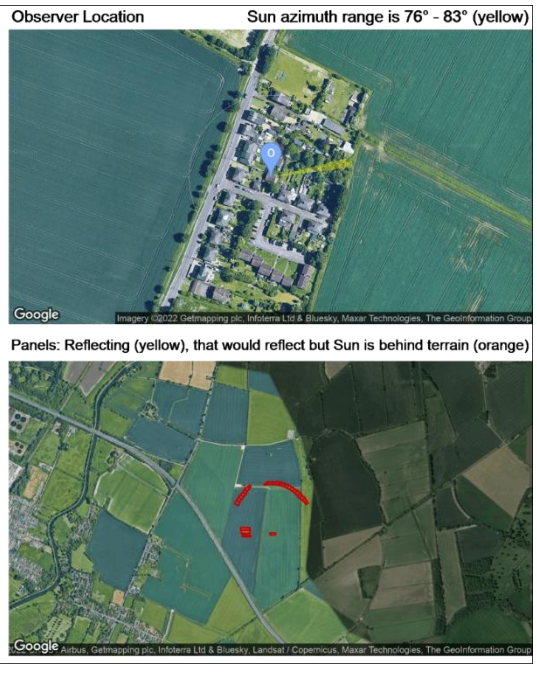 Observer Location
Sun azimuth range is 76° - 83° (yellow)
O
Google
Imagery ©2022 Getmapping plc, Infoterra Ltd & Bluesky, Maxar Technologies, The GeoInformation Group
Panels: Reflecting (yellow), that would reflect but Sun is behind terrain (orange)
Google
Airbus, Getmapping plc, Infoterra Ltd & Bluesky, Landsat / Copernicus, Maxar Technologies, The GeoInformation Group